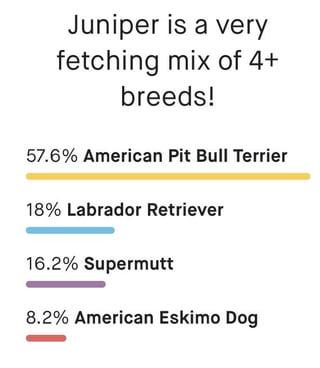 Juniper is a very
fetching mix of 4+
breeds!
57.6% American Pit Bull Terrier
18% Labrador Retriever
16.2% Supermutt
8.2% American Eskimo Dog